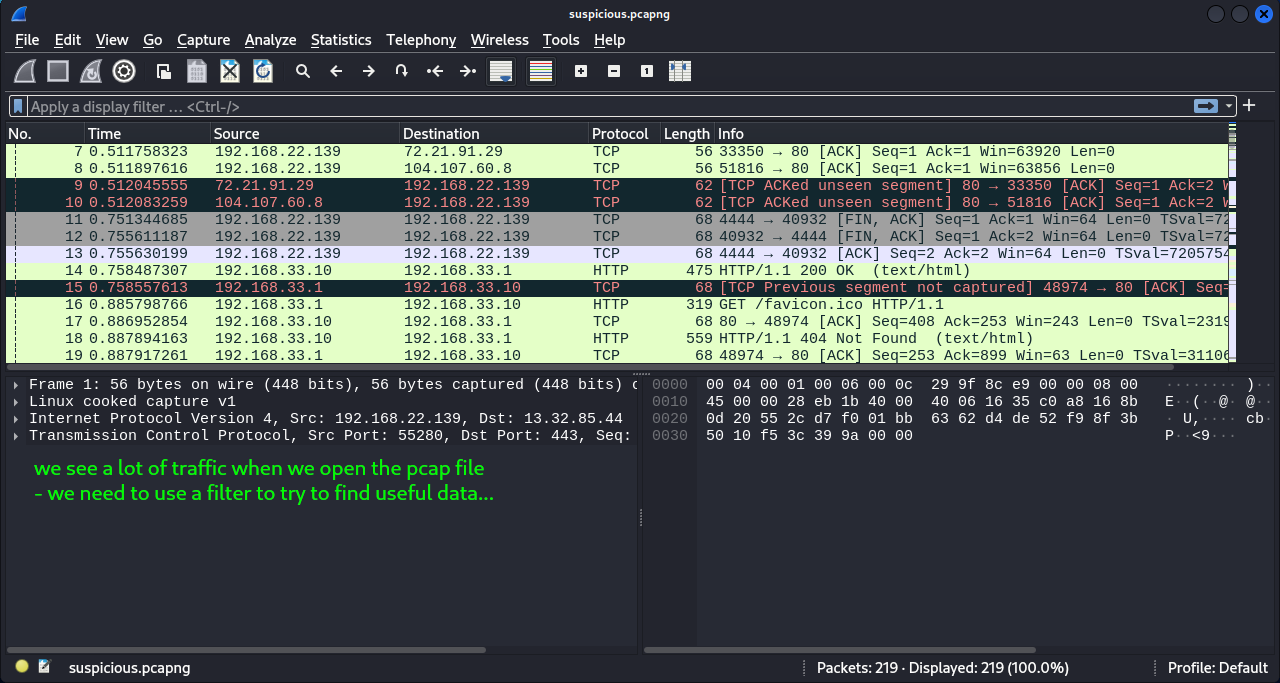 suspicious.pcapng
File Edit View Go Capture Analyze Statistics Telephony Wireless Tools Help
Apply a display filter … <Ctrl-/>
No. Time Source Destination Protocol Length Info
7 0.511758323 192.168.22.139 72.21.91.29 TCP 56 33350 → 80 [ACK] Seq=1 Ack=1 Win=63920 Len=0
8 0.511897616 192.168.22.139 104.107.60.8 TCP 56 51816 → 80 [ACK] Seq=1 Ack=1 Win=63856 Len=0
9 0.512045555 72.21.91.29 192.168.22.139 TCP 62 [TCP ACKed unseen segment] 80 → 33350 [ACK] Seq=1 Ack=2 W
10 0.512083259 104.107.60.8 192.168.22.139 TCP 62 [TCP ACKed unseen segment] 80 → 51816 [ACK] Seq=1 Ack=2 W
11 0.751344685 192.168.22.139 192.168.22.139 TCP 68 4444 → 40932 [FIN, ACK] Seq=1 Ack=1 Win=64 Len=0 TSval=72
12 0.755611187 192.168.22.139 192.168.22.139 TCP 68 40932 → 4444 [FIN, ACK] Seq=1 Ack=2 Win=64 Len=0 TSval=72
13 0.755630199 192.168.22.139 192.168.22.139 TCP 68 4444 → 40932 [ACK] Seq=2 Ack=2 Win=64 Len=0 TSval=7205754
14 0.758487307 192.168.33.10 192.168.33.1 HTTP 475 HTTP/1.1 200 OK (text/html)
15 0.758557613 192.168.33.1 192.168.33.10 TCP 68 [TCP Previous segment not captured] 48974 → 80 [ACK] Seq=
16 0.885798766 192.168.33.1 192.168.33.10 HTTP 319 GET /favicon.ico HTTP/1.1
17 0.886952854 192.168.33.10 192.168.33.1 TCP 68 80 → 48974 [ACK] Seq=408 Ack=253 Win=243 Len=0 TSval=2319
18 0.887894163 192.168.33.10 192.168.33.1 HTTP 559 HTTP/1.1 404 Not Found (text/html)
19 0.887917261 192.168.33.1 192.168.33.10 TCP 68 48974 → 80 [ACK] Seq=253 Ack=899 Win=63 Len=0 TSval=31106
Frame 1: 56 bytes on wire (448 bits), 56 bytes captured (448 bits) c
Linux cooked capture v1
Internet Protocol Version 4, Src: 192.168.22.139, Dst: 13.32.85.44
Transmission Control Protocol, Src Port: 55280, Dst Port: 443, Seq:
0000 00 04 00 01 00 06 00 0c 29 9f 8c e9 00 00 08 00 ········ )··
0010 45 00 00 28 eb 1b 40 00 40 06 16 35 c0 a8 16 8b E··(··@· @··
0020 0d 20 55 2c d7 f0 01 bb 63 62 d4 de 52 f9 8f 3b · U,···· cb·
0030 50 10 f5 3c 39 9a 00 00 P··<9···
we see a lot of traffic when we open the pcap file
- we need to use a filter to try to find useful data...
suspicious.pcapng
Packets: 219 · Displayed: 219 (100.0%)
Profile: Default